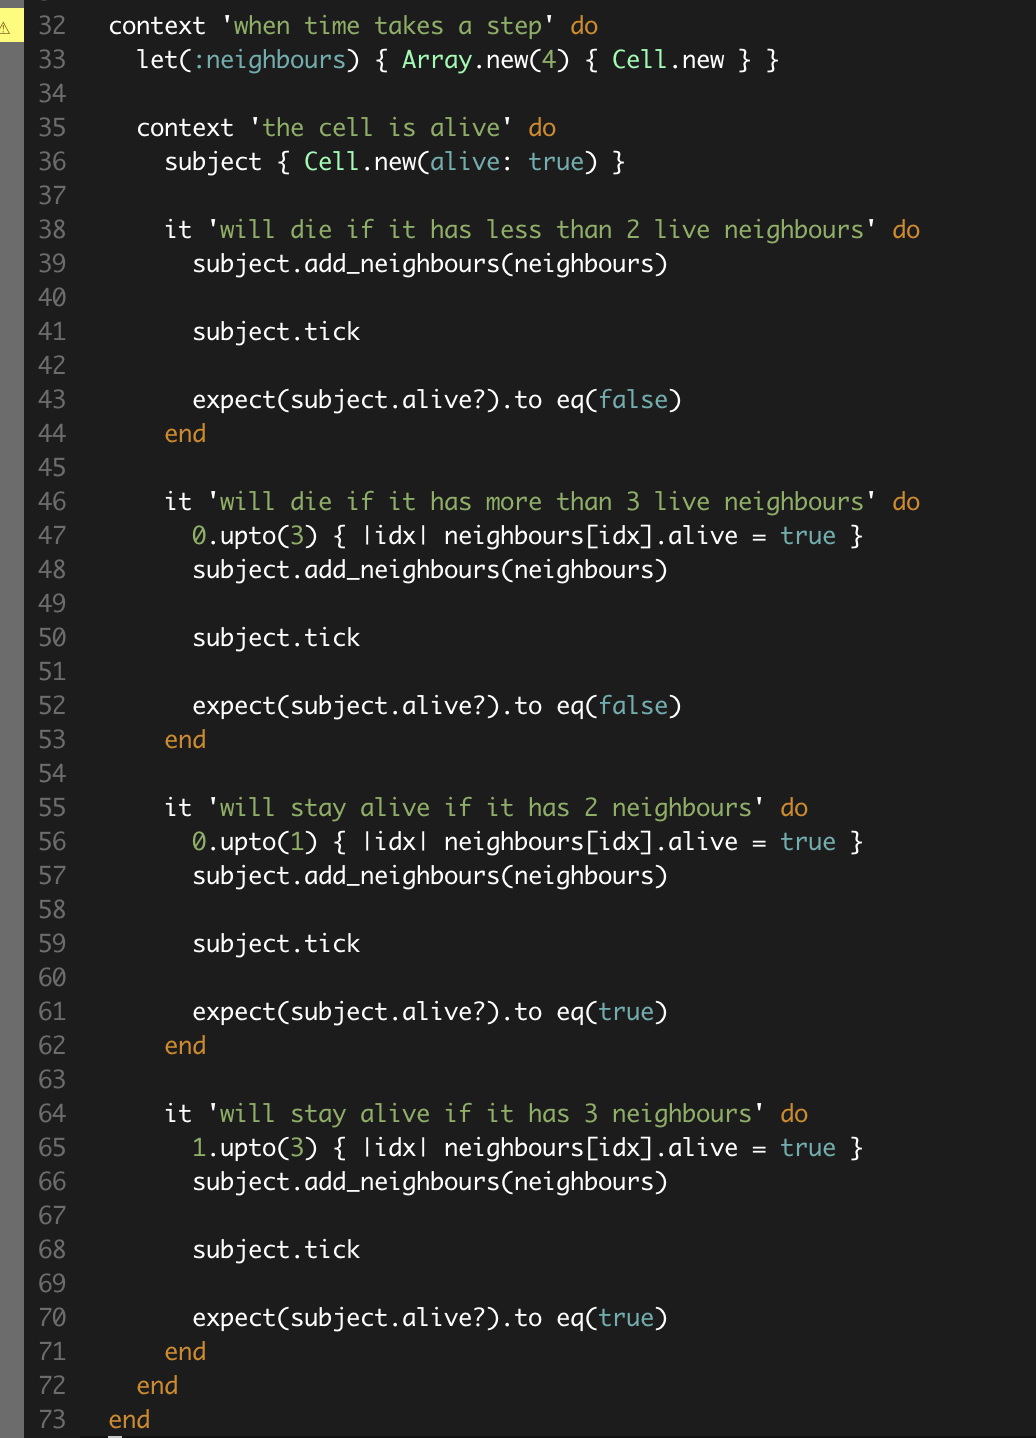 32 context 'when time takes a step' do
33   let(:neighbours) { Array.new(4) { Cell.new } }
34
35   context 'the cell is alive' do
36     subject { Cell.new(alive: true) }
37
38     it 'will die if it has less than 2 live neighbours' do
39       subject.add_neighbours(neighbours)
40
41       subject.tick
42
43       expect(subject.alive?).to eq(false)
44     end
45
46     it 'will die if it has more than 3 live neighbours' do
47       0.upto(3) { |idx| neighbours[idx].alive = true }
48       subject.add_neighbours(neighbours)
49
50       subject.tick
51
52       expect(subject.alive?).to eq(false)
53     end
54
55     it 'will stay alive if it has 2 neighbours' do
56       0.upto(1) { |idx| neighbours[idx].alive = true }
57       subject.add_neighbours(neighbours)
58
59       subject.tick
60
61       expect(subject.alive?).to eq(true)
62     end
63
64     it 'will stay alive if it has 3 neighbours' do
65       1.upto(3) { |idx| neighbours[idx].alive = true }
66       subject.add_neighbours(neighbours)
67
68       subject.tick
69
70       expect(subject.alive?).to eq(true)
71     end
72   end
73 end